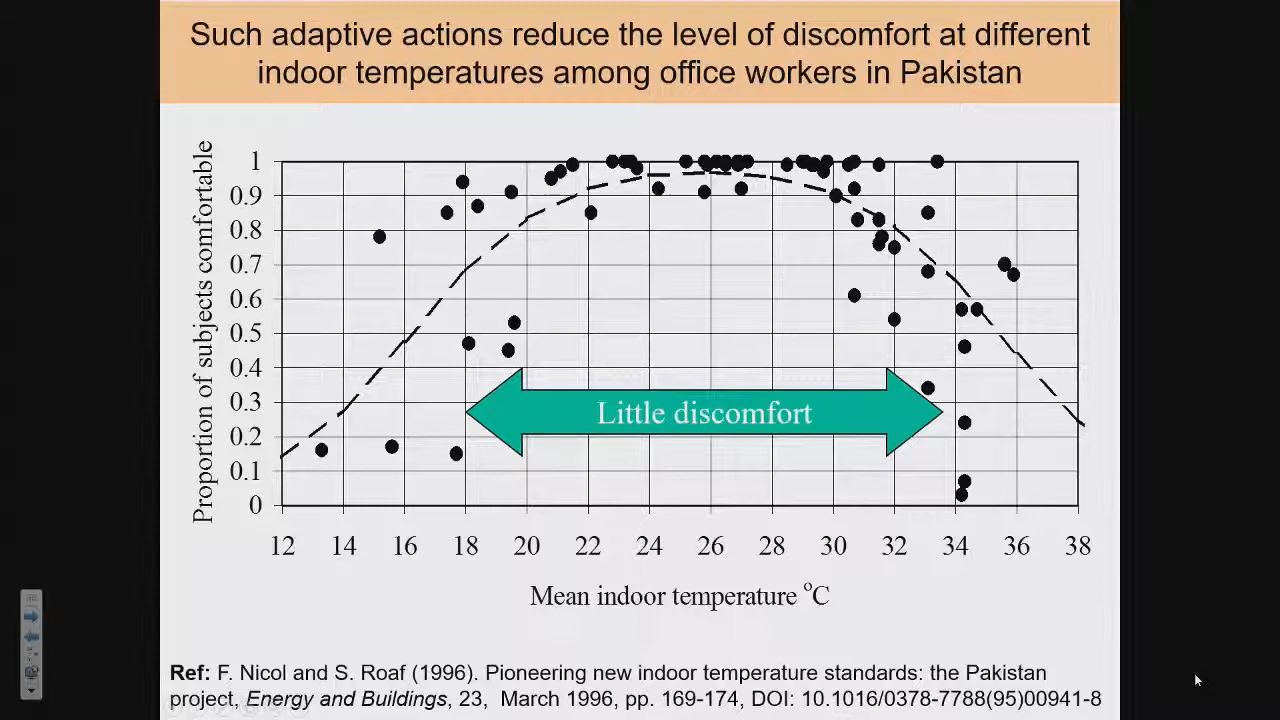 Such adaptive actions reduce the level of discomfort at different
indoor temperatures among office workers in Pakistan
Proportion of subjects comfortable
1
0.9
0.8
0.7
0.6
0.5
0.4
0.3
0.2
0.1
0
Little discomfort
12 14 16 18 20 22 24 26 28 30 32 34 36 38
Mean indoor temperature °C
Ref: F. Nicol and S. Roaf (1996). Pioneering new indoor temperature standards: the Pakistan
project, Energy and Buildings, 23, March 1996, pp. 169-174, DOI: 10.1016/0378-7788(95)00941-8